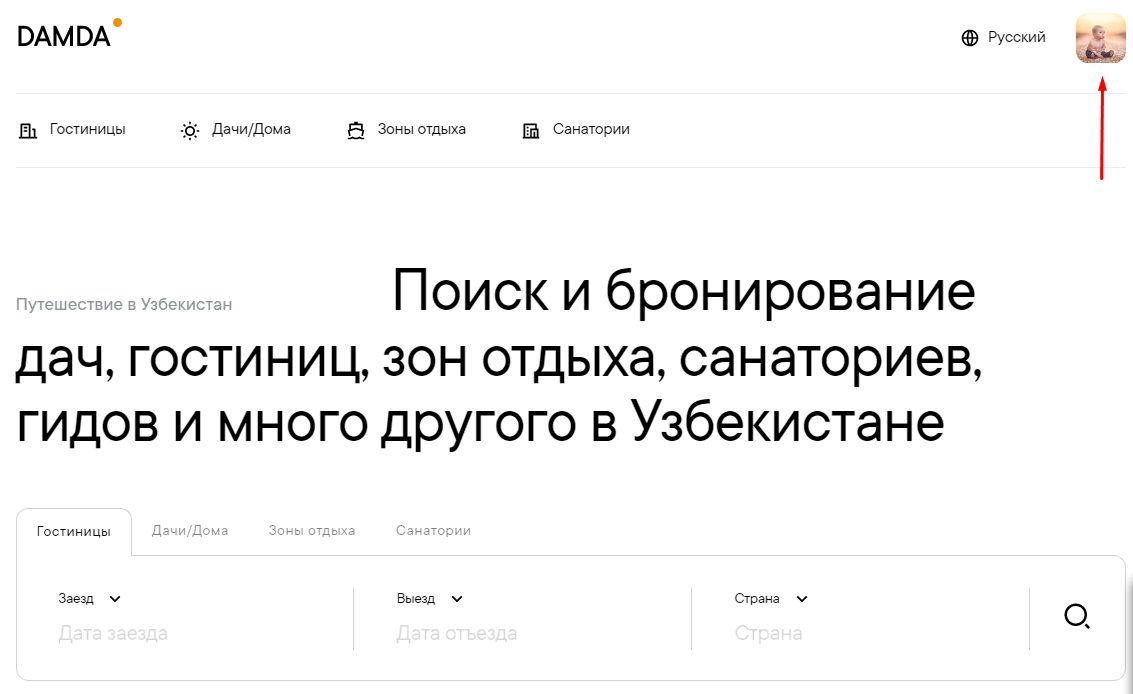 DAMDA
Русский
Гостиницы
Дачи/Дома
Зоны отдыха
Санатории
Путешествие в Узбекистан
Поиск и бронирование
дач, гостиниц, зон отдыха, санаториев,
гидов и много другого в Узбекистане
Гостиницы
Дачи/Дома
Зоны отдыха
Санатории
Заезд
Дата заезда
Выезд
Дата отъезда
Страна
Страна